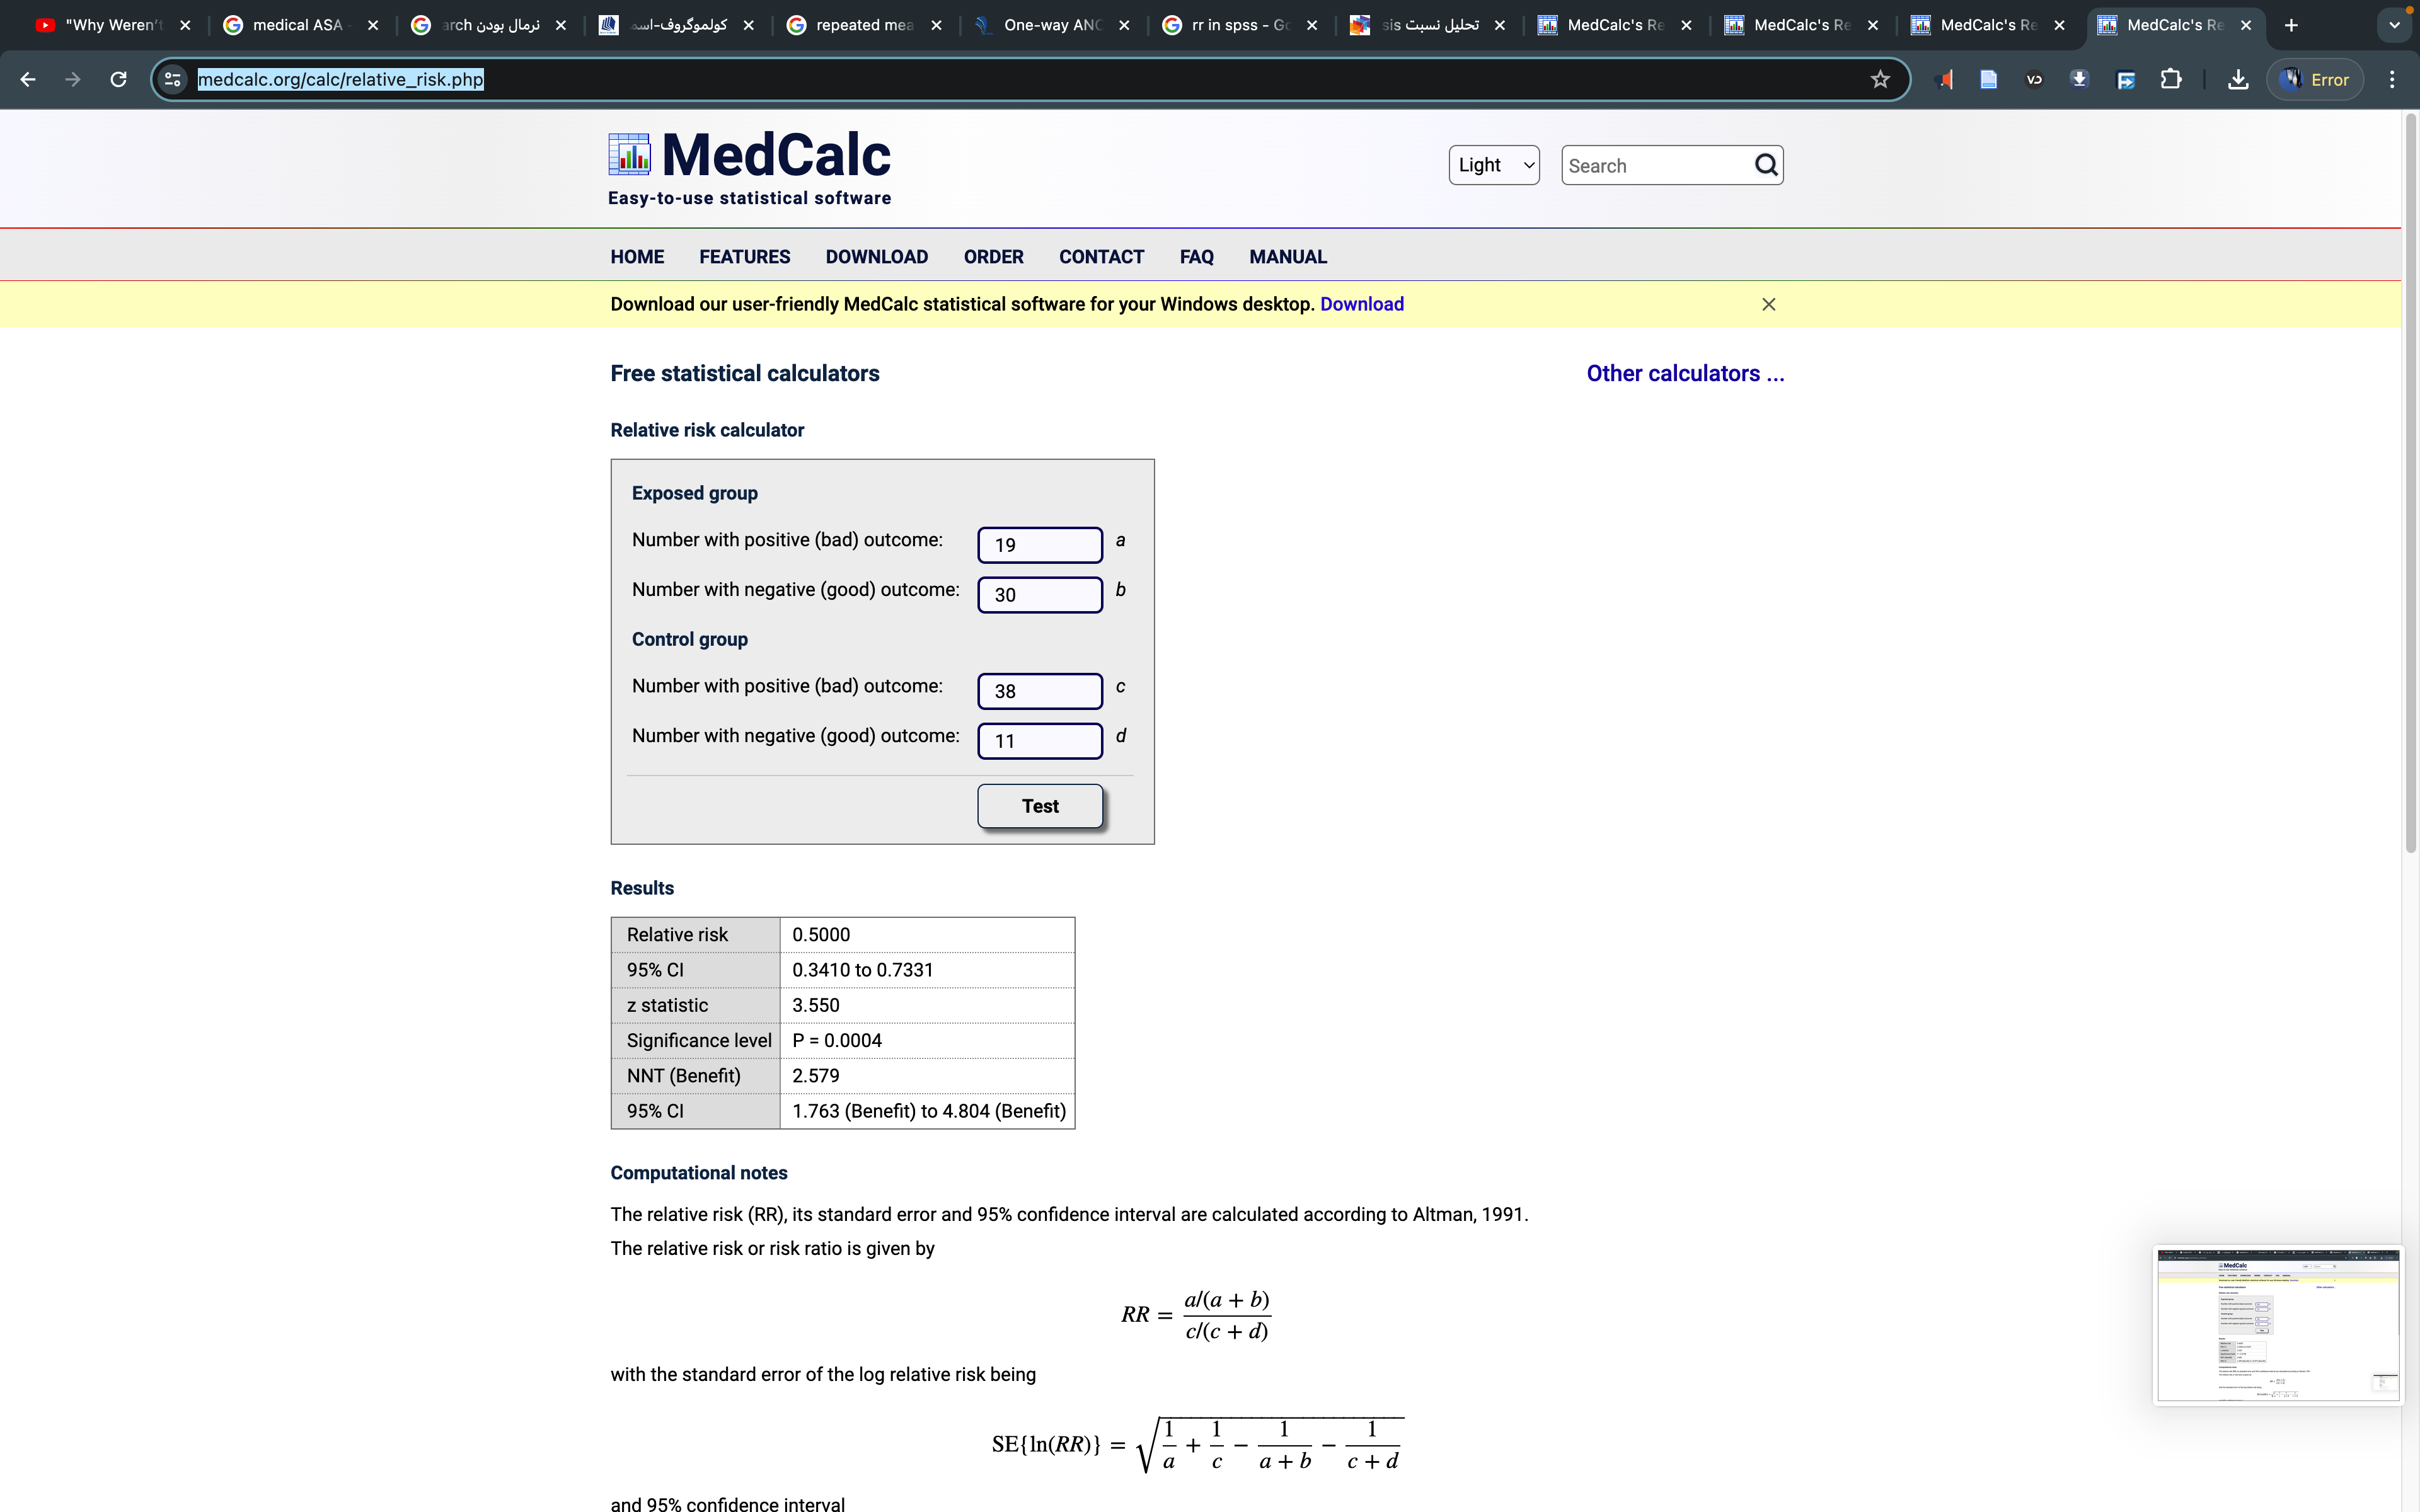 "Why Weren't
medical ASA
arch نرمال بودن
کولموگروف-اسم
repeated mea
One-way ANO
rr in spss - Go
sis تحلیل نسبت
MedCalc's Re
MedCalc's Re
MedCalc's Re
MedCalc's Re
medcalc.org/calc/relative_risk.php
Error
MedCalc
Easy-to-use statistical software
Light
Search
HOME FEATURES DOWNLOAD ORDER CONTACT FAQ MANUAL
Download our user-friendly MedCalc statistical software for your Windows desktop. Download
Free statistical calculators
Other calculators ...
Relative risk calculator
Exposed group
Number with positive (bad) outcome: 19 a
Number with negative (good) outcome: 30 b
Control group
Number with positive (bad) outcome: 38 c
Number with negative (good) outcome: 11 d
Test
Results
Relative risk 0.5000
95% CI 0.3410 to 0.7331
z statistic 3.550
Significance level P = 0.0004
NNT (Benefit) 2.579
95% CI 1.763 (Benefit) to 4.804 (Benefit)
Computational notes
The relative risk (RR), its standard error and 95% confidence interval are calculated according to Altman, 1991.
The relative risk or risk ratio is given by
RR = a/(a + b) / c/(c + d)
with the standard error of the log relative risk being
SE{ln(RR)} = √ 1/a + 1/c − 1/(a + b) − 1/(c + d)
and 95% confidence interval